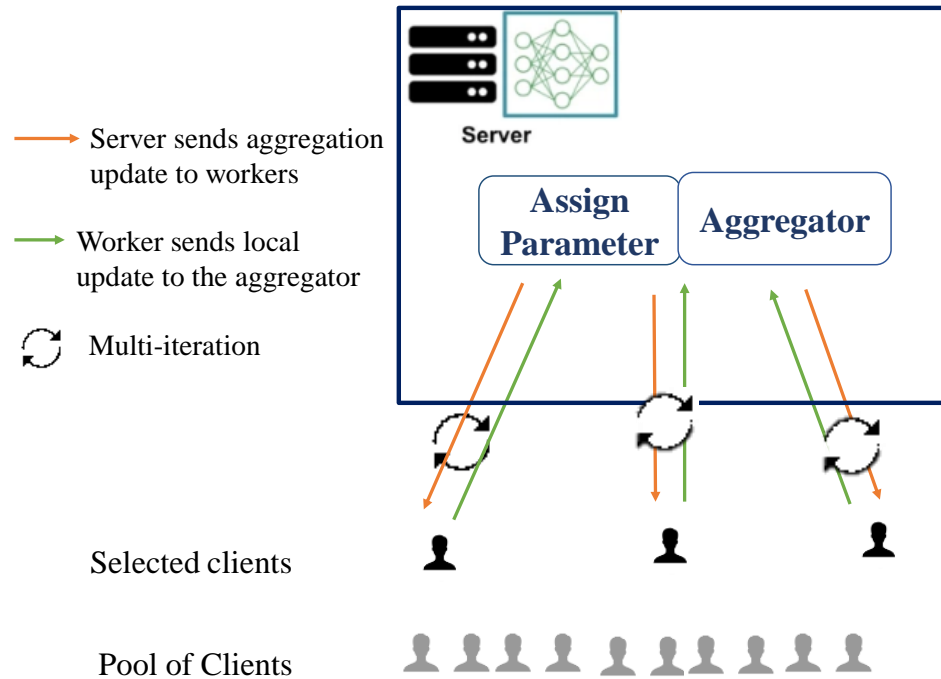 Server
Server sends aggregation
update to workers
Assign
Parameter
Aggregator
Worker sends local
update to the aggregator
Multi-iteration
Selected clients
Pool of Clients